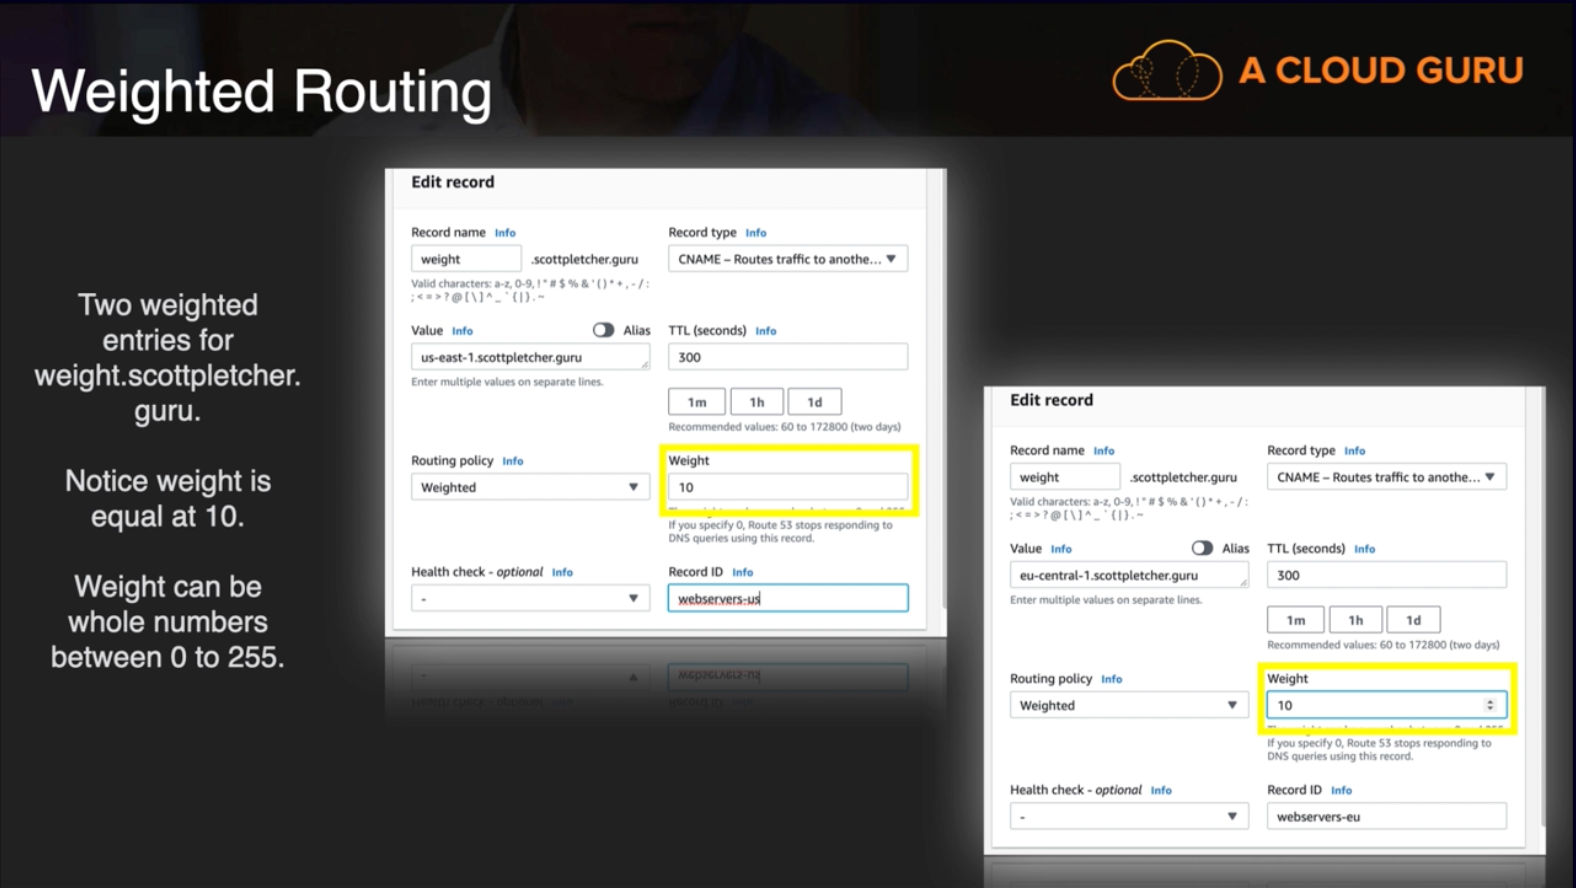 Weighted Routing
A CLOUD GURU
Two weighted
entries for
weight.scottpletcher.
guru.
Notice weight is
equal at 10.
Weight can be
whole numbers
between 0 to 255.
Edit record
Record name Info
Record type Info
weight .scottpletcher.guru
CNAME – Routes traffic to anothe...
Valid characters: a-z, 0-9, ! " # $ % & ' ( ) * + , - / :
; < = > ? @ [ \ ] ^ _ ` { | } . ~
Value Info
Alias
TTL (seconds) Info
us-east-1.scottpletcher.guru
300
Enter multiple values on separate lines.
1m 1h 1d
Recommended values: 60 to 172800 (two days)
Routing policy Info
Weight
Weighted
10
If you specify 0, Route 53 stops responding to
DNS queries using this record.
Health check - optional Info
Record ID Info
-
webservers-us
Edit record
Record name Info
Record type Info
weight .scottpletcher.guru
CNAME – Routes traffic to anothe...
Valid characters: a-z, 0-9, ! " # $ % & ' ( ) * + , - / :
; < = > ? @ [ \ ] ^ _ ` { | } . ~
Value Info
Alias
TTL (seconds) Info
eu-central-1.scottpletcher.guru
300
Enter multiple values on separate lines.
1m 1h 1d
Recommended values: 60 to 172800 (two days)
Routing policy Info
Weight
Weighted
10
If you specify 0, Route 53 stops responding to
DNS queries using this record.
Health check - optional Info
Record ID Info
-
webservers-eu